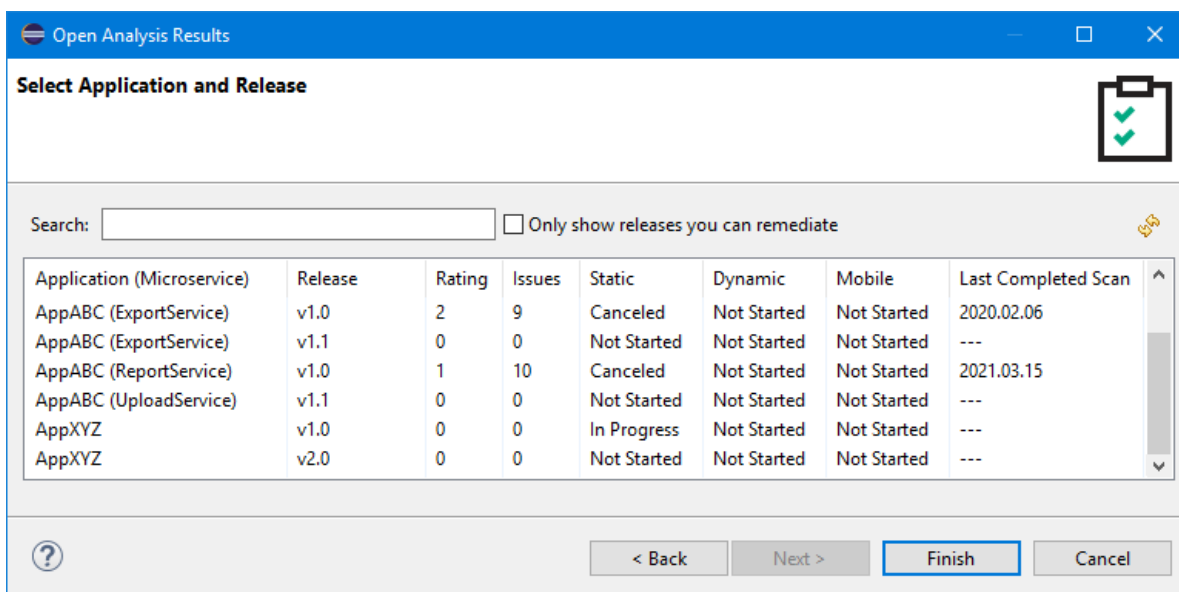 Open Analysis Results
Select Application and Release
Search: Only show releases you can remediate
Application (Microservice) Release Rating Issues Static Dynamic Mobile Last Completed Scan
AppABC (ExportService) v1.0 2 9 Canceled Not Started Not Started 2020.02.06
AppABC (ExportService) v1.1 0 0 Not Started Not Started Not Started ---
AppABC (ReportService) v1.0 1 10 Canceled Not Started Not Started 2021.03.15
AppABC (UploadService) v1.1 0 0 Not Started Not Started Not Started ---
AppXYZ v1.0 0 0 In Progress Not Started Not Started ---
AppXYZ v2.0 0 0 Not Started Not Started Not Started ---
? < Back Next > Finish Cancel